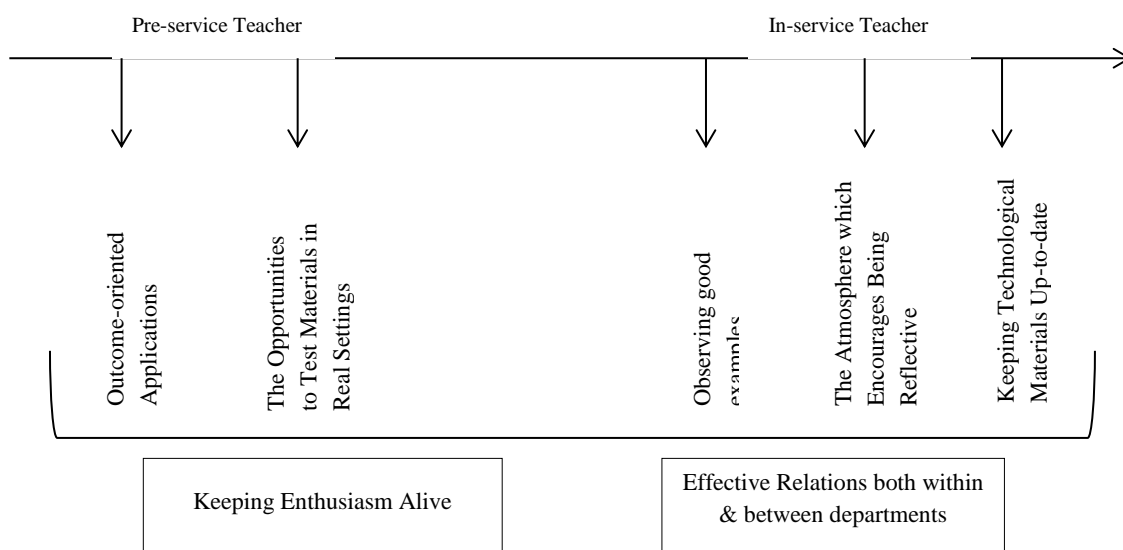 Pre-service Teacher
In-service Teacher
Outcome-oriented
Applications
The Opportunities
to Test Materials in
Real Settings
Observing good
examples
The Atmosphere which
Encourages Being
Reflective
Keeping Technological
Materials Up-to-date
Keeping Enthusiasm Alive
Effective Relations both within
& between departments